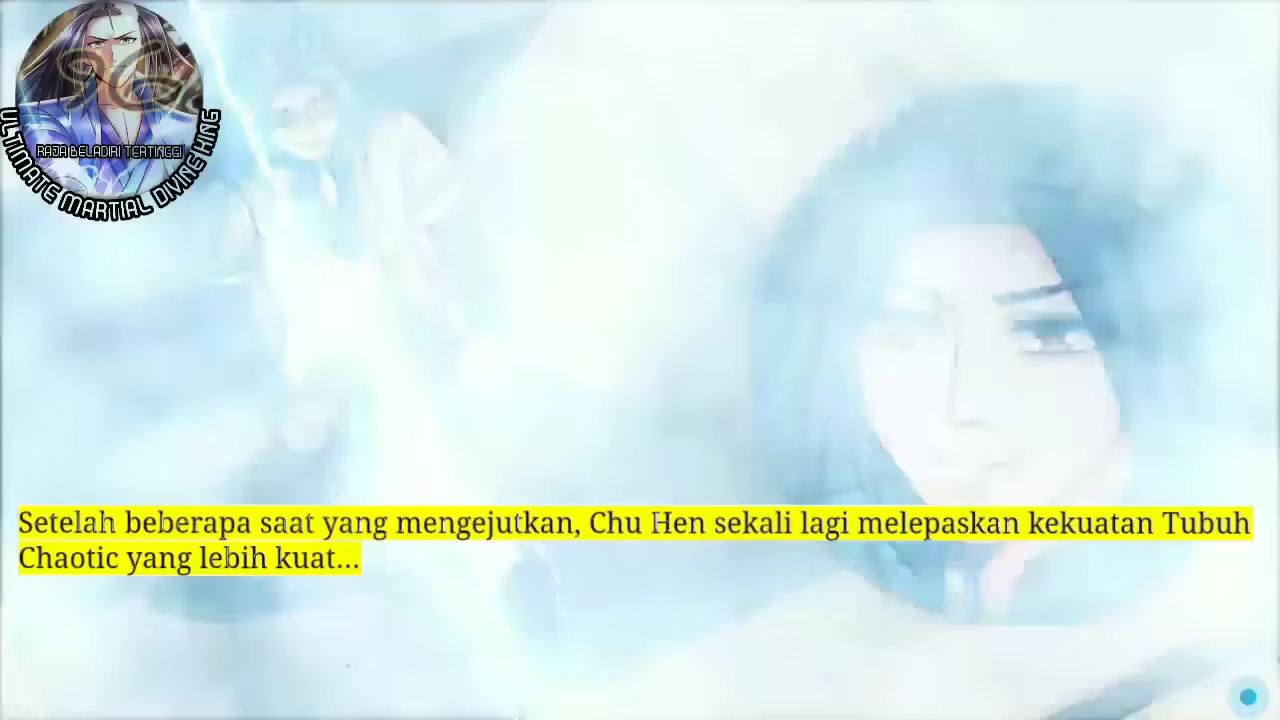 RAJA BELADIRI TERTINGGI
ULTIMATE MARTIAL DIVINE KING
Setelah beberapa saat yang mengejutkan, Chu Hen sekali lagi melepaskan kekuatan Tubuh
Chaotic yang lebih kuat...